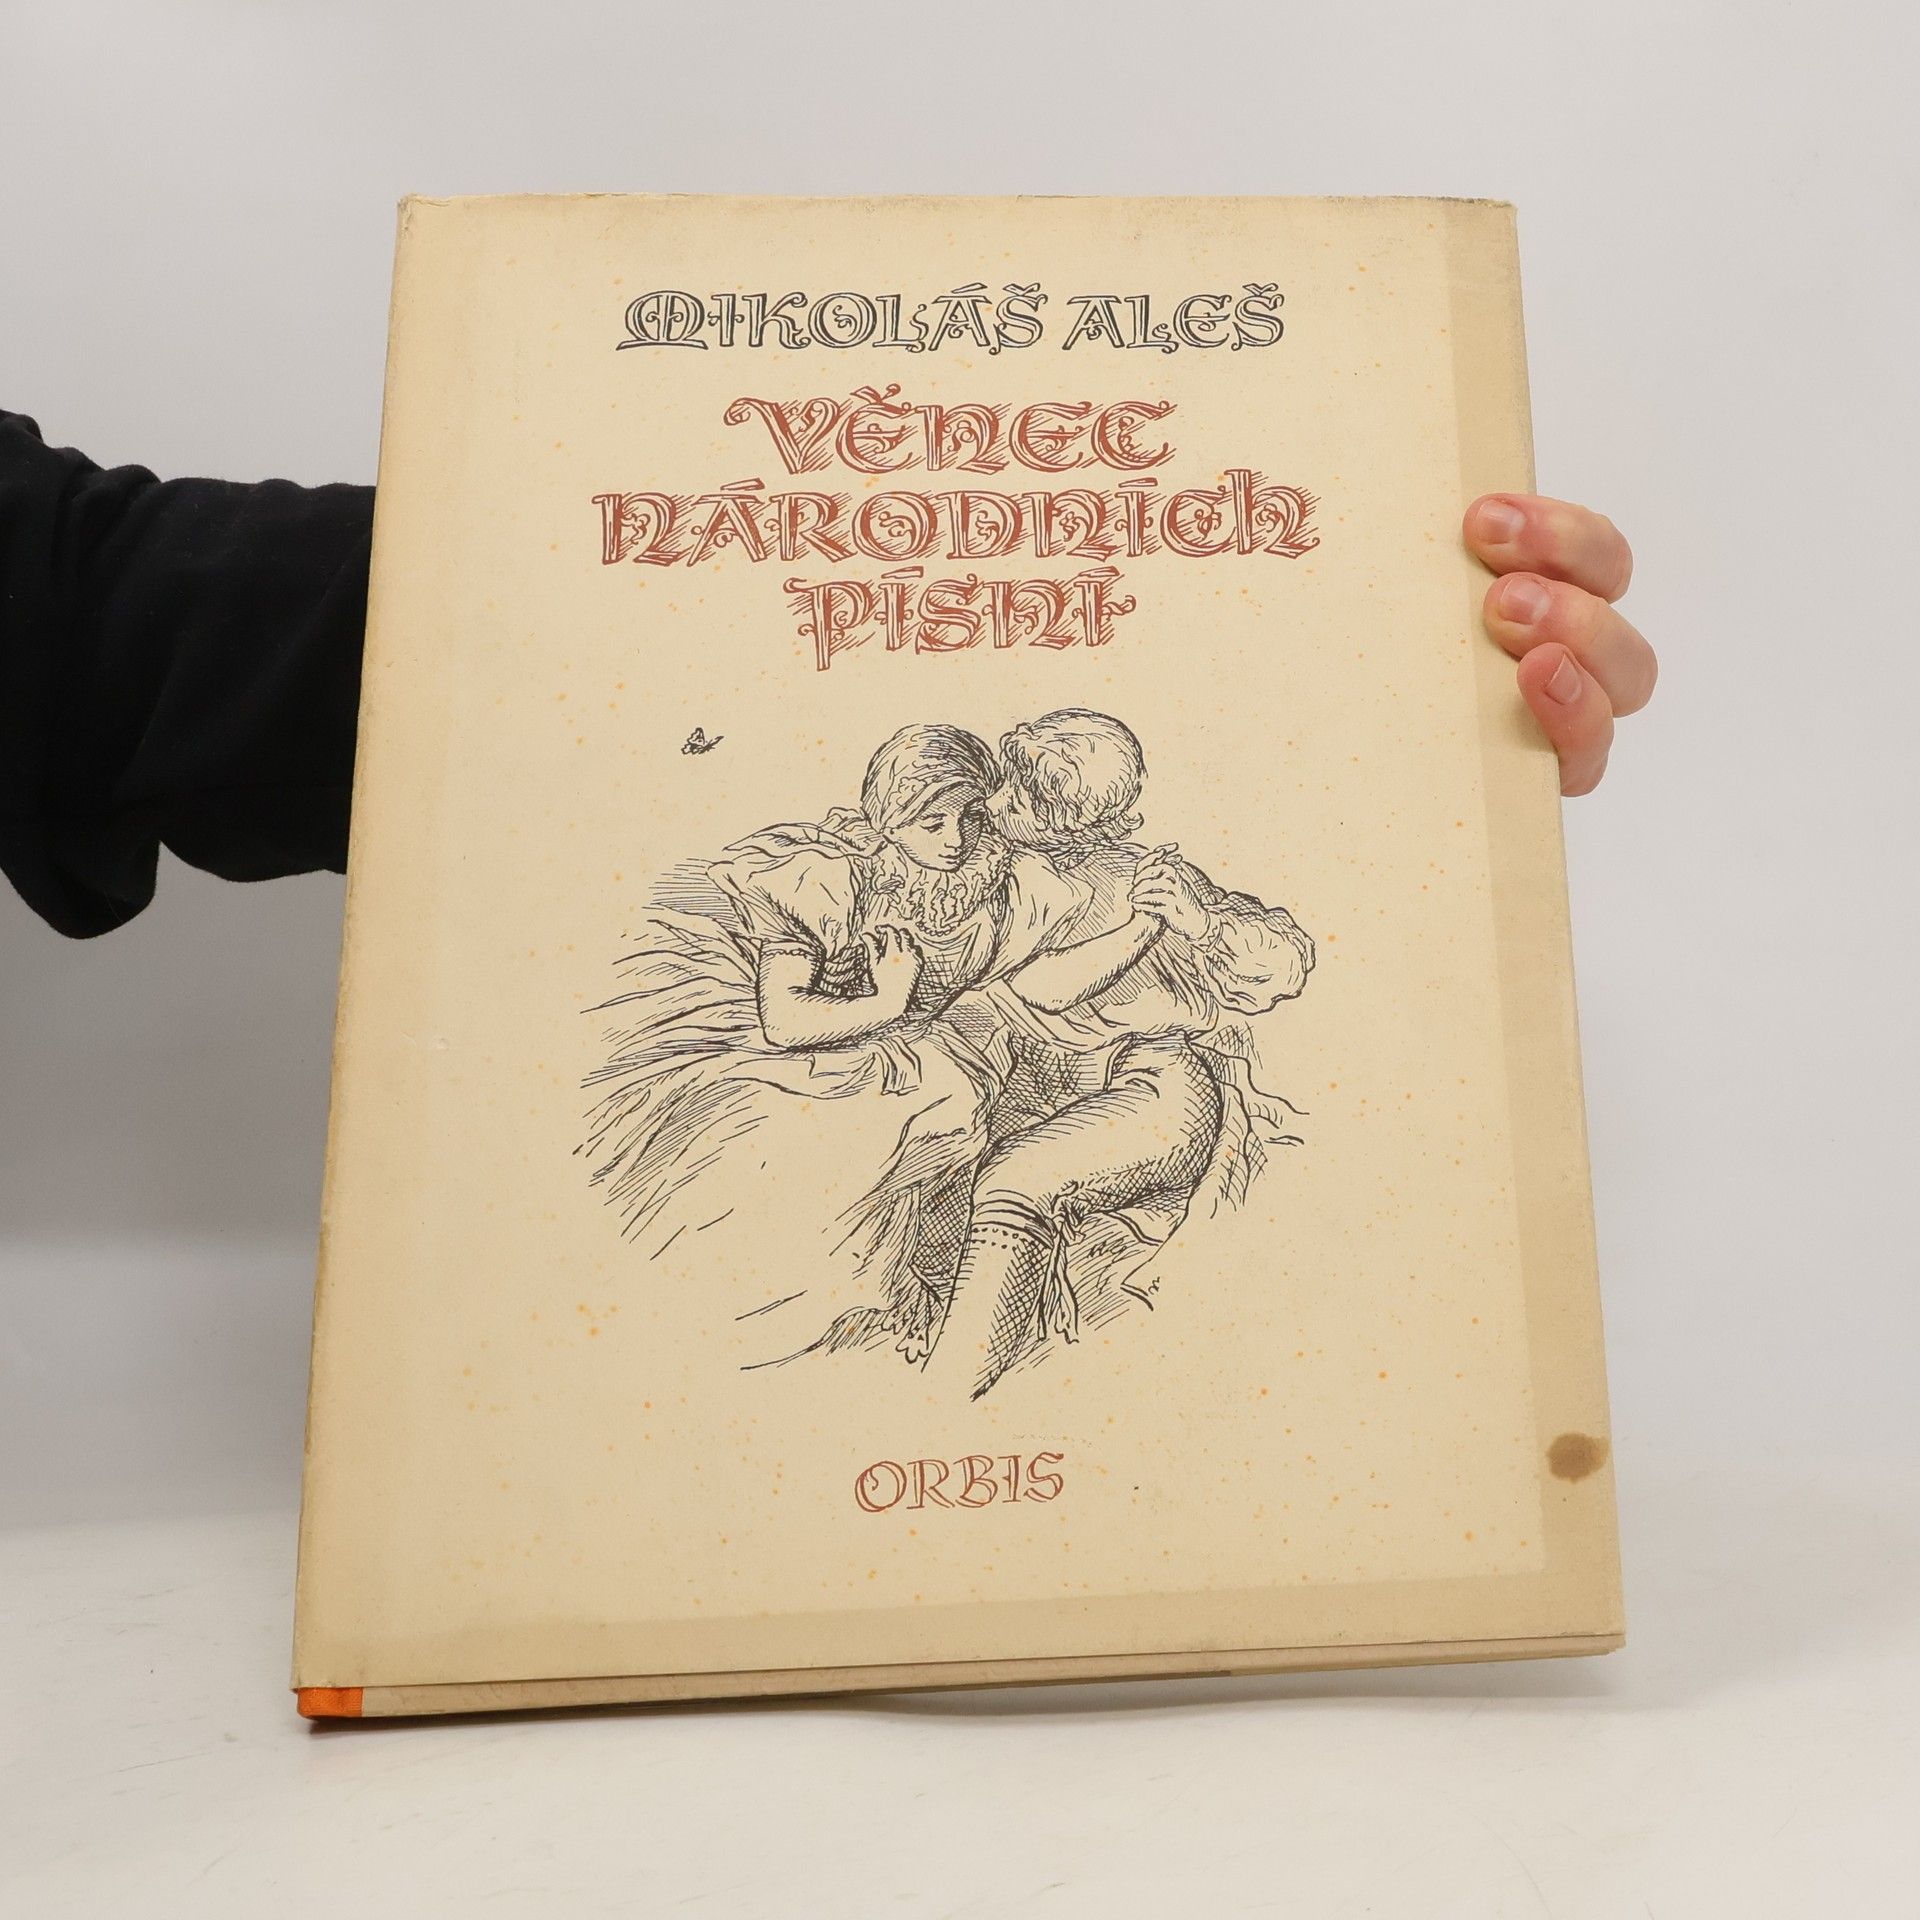 MIKOLÁŠ ALEŠ
VĚNEC
NÁRODNÍCH
PÍSNÍ
ORBIS